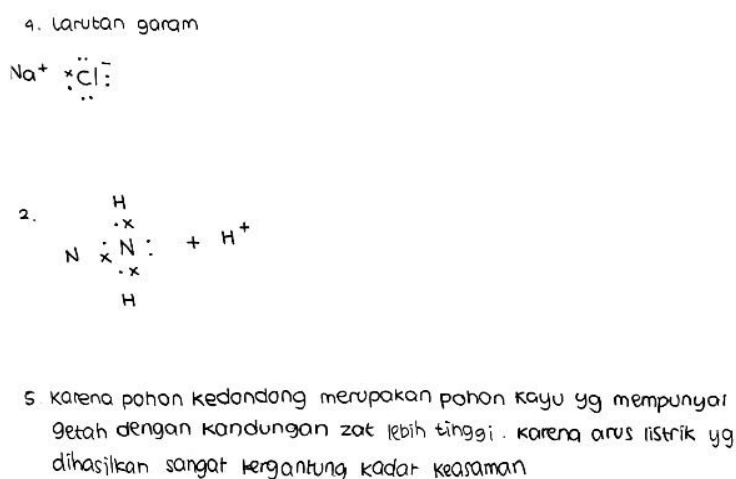 4. Larutan garam
Na⁺ ẋCl:⁻
2.
H
·x
N ẋ N : + H⁺
·x
H
5 Karena pohon kedondong merupakan pohon kayu yg mempunyai
getah dengan kandungan zat lebih tinggi. Karena arus listrik yg
dihasilkan sangat tergantung kadar keasaman